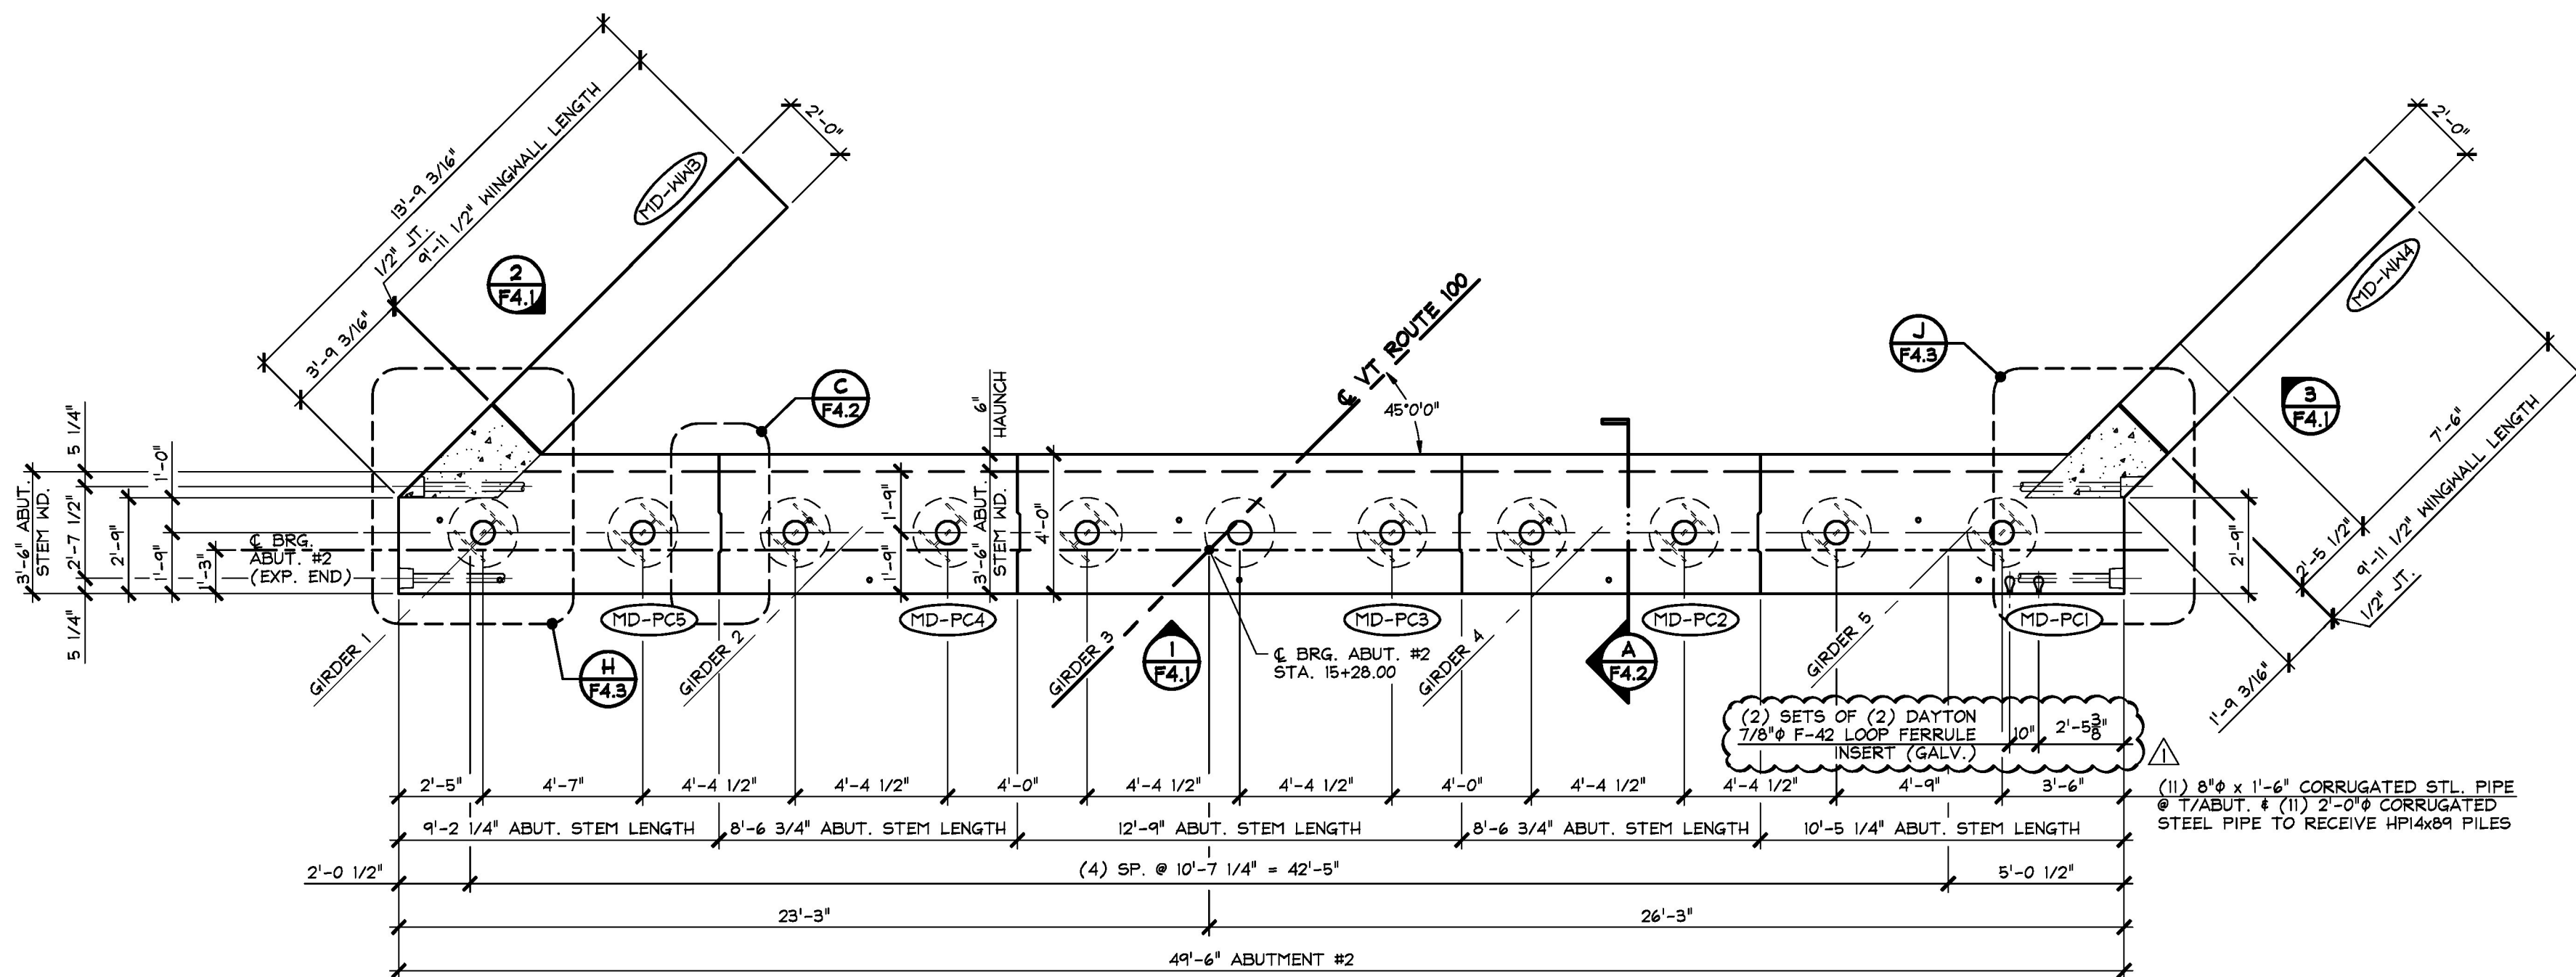 13'-9 3/16"
1/2" JT.
9'-11 1/2" WINGWALL LENGTH
3'-9 3/16"
2'-0"
MD-WW3
2
F4.1
C
F4.2
℄ VT ROUTE 100
45°0'0"
J
F4.3
2'-0"
MD-WW4
3
F4.1
7'-6"
2'-5 1/2"
9'-11 1/2" WINGWALL LENGTH
1/2" JT.
1'-9 3/16"
3'-6" ABUT.
STEM WD.
5 1/4"
2'-7 1/2"
5 1/4"
2'-9"
1'-0"
1'-9"
1'-3"
℄ BRG.
ABUT. #2
(EXP. END)
6"
HAUNCH
1'-9"
1'-9"
3'-6" ABUT.
STEM WD.
4'-0"
2'-9"
MD-PC5
MD-PC4
MD-PC3
MD-PC2
MD-PC1
GIRDER 1
GIRDER 2
GIRDER 3
GIRDER 4
GIRDER 5
H
F4.3
1
F4.1
℄ BRG. ABUT. #2
STA. 15+28.00
A
F4.2
(2) SETS OF (2) DAYTON
7/8"ϕ F-42 LOOP FERRULE
INSERT (GALV.)
10"
2'-5 3/8"
1
2'-5"
4'-7"
4'-4 1/2"
4'-4 1/2"
4'-0"
4'-4 1/2"
4'-4 1/2"
4'-0"
4'-4 1/2"
4'-4 1/2"
4'-9"
3'-6"
(11) 8"ϕ x 1'-6" CORRUGATED STL. PIPE
@ T/ABUT. & (11) 2'-0"ϕ CORRUGATED
STEEL PIPE TO RECEIVE HP14x89 PILES
9'-2 1/4" ABUT. STEM LENGTH
8'-6 3/4" ABUT. STEM LENGTH
12'-9" ABUT. STEM LENGTH
8'-6 3/4" ABUT. STEM LENGTH
10'-5 1/4" ABUT. STEM LENGTH
2'-0 1/2"
(4) SP. @ 10'-7 1/4" = 42'-5"
5'-0 1/2"
23'-3"
26'-3"
49'-6" ABUTMENT #2